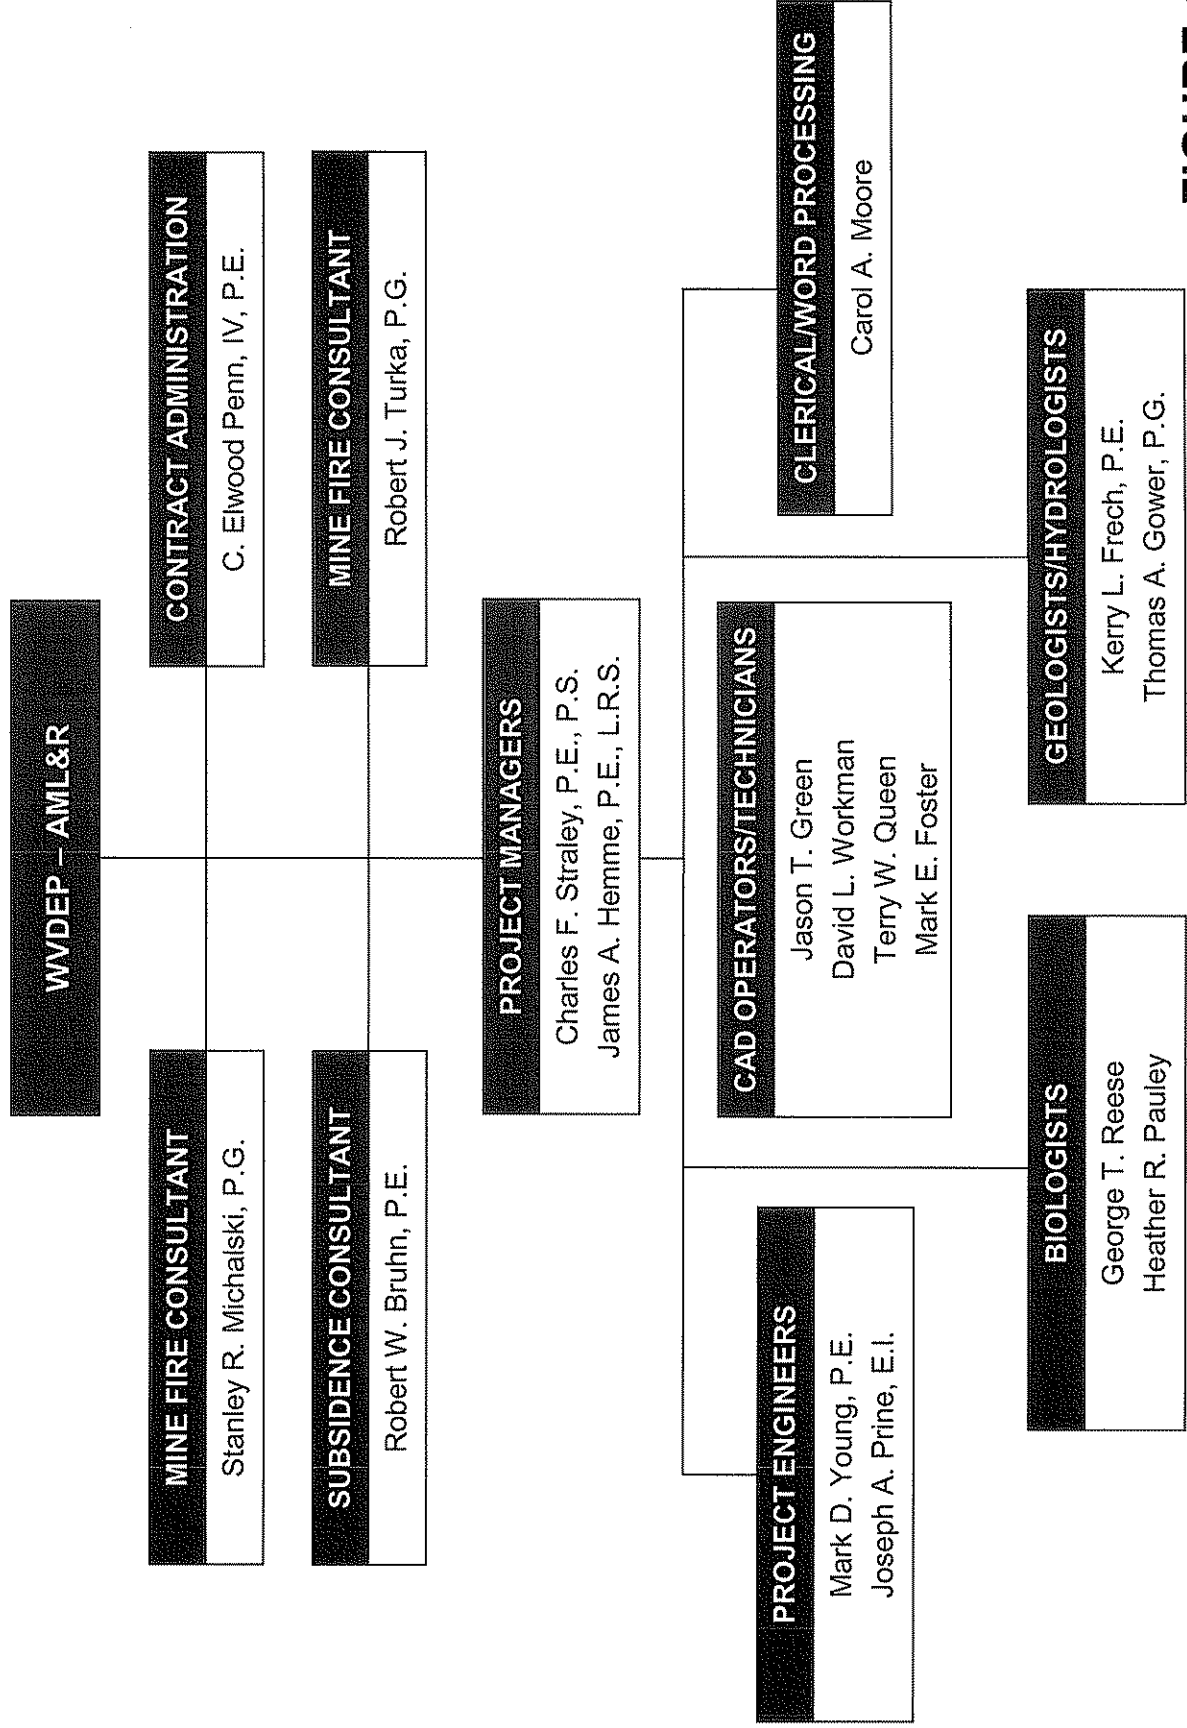 WVDEP – AML&R
MINE FIRE CONSULTANT
Stanley R. Michalski, P.G.
CONTRACT ADMINISTRATION
C. Elwood Penn, IV, P.E.
SUBSIDENCE CONSULTANT
Robert W. Bruhn, P.E.
MINE FIRE CONSULTANT
Robert J. Turka, P.G.
PROJECT MANAGERS
Charles F. Straley, P.E., P.S.
James A. Hemme, P.E., L.R.S.
PROJECT ENGINEERS
Mark D. Young, P.E.
Joseph A. Prine, E.I.
CAD OPERATORS/TECHNICIANS
Jason T. Green
David L. Workman
Terry W. Queen
Mark E. Foster
CLERICAL/WORD PROCESSING
Carol A. Moore
BIOLOGISTS
George T. Reese
Heather R. Pauley
GEOLOGISTS/HYDROLOGISTS
Kerry L. Frech, P.E.
Thomas A. Gower, P.G.